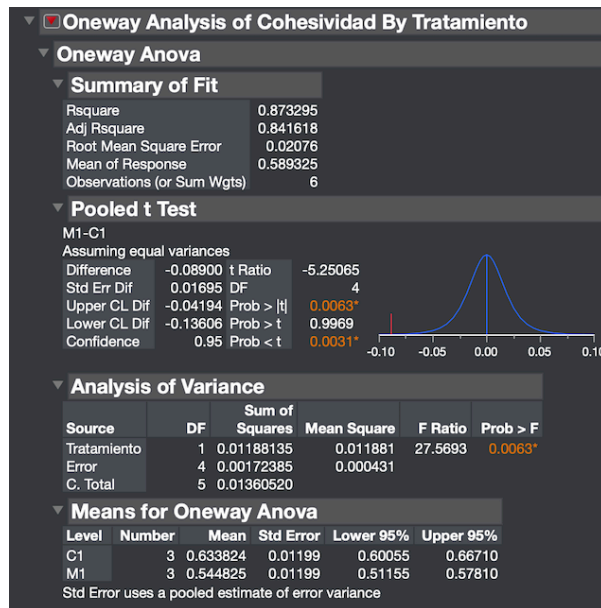 Oneway Analysis of Cohesividad By Tratamiento
Oneway Anova
Summary of Fit
Rsquare 0.873295
Adj Rsquare 0.841618
Root Mean Square Error 0.02076
Mean of Response 0.589325
Observations (or Sum Wgts) 6
Pooled t Test
M1-C1
Assuming equal variances
Difference -0.08900 t Ratio -5.25065
Std Err Dif 0.01695 DF 4
Upper CL Dif -0.04194 Prob > |t| 0.0063*
Lower CL Dif -0.13606 Prob > t 0.9969
Confidence 0.95 Prob < t 0.0031*
-0.10 -0.05 0.00 0.05 0.10
Analysis of Variance
Source DF Sum of Squares Mean Square F Ratio Prob > F
Tratamiento 1 0.01188135 0.011881 27.5693 0.0063*
Error 4 0.00172385 0.000431
C. Total 5 0.01360520
Means for Oneway Anova
Level Number Mean Std Error Lower 95% Upper 95%
C1 3 0.633824 0.01199 0.60055 0.66710
M1 3 0.544825 0.01199 0.51155 0.57810
Std Error uses a pooled estimate of error variance